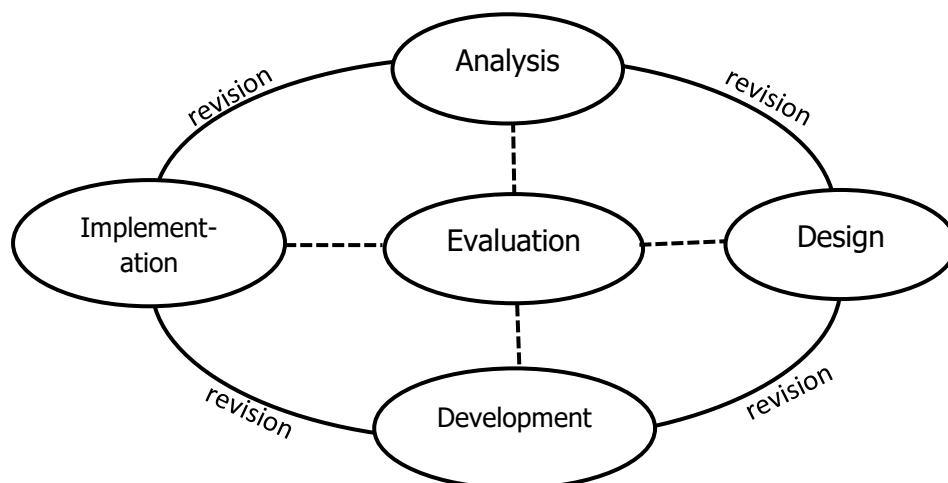 Analysis
revision
revision
Implement-
ation
Evaluation
Design
revision
Development
revision